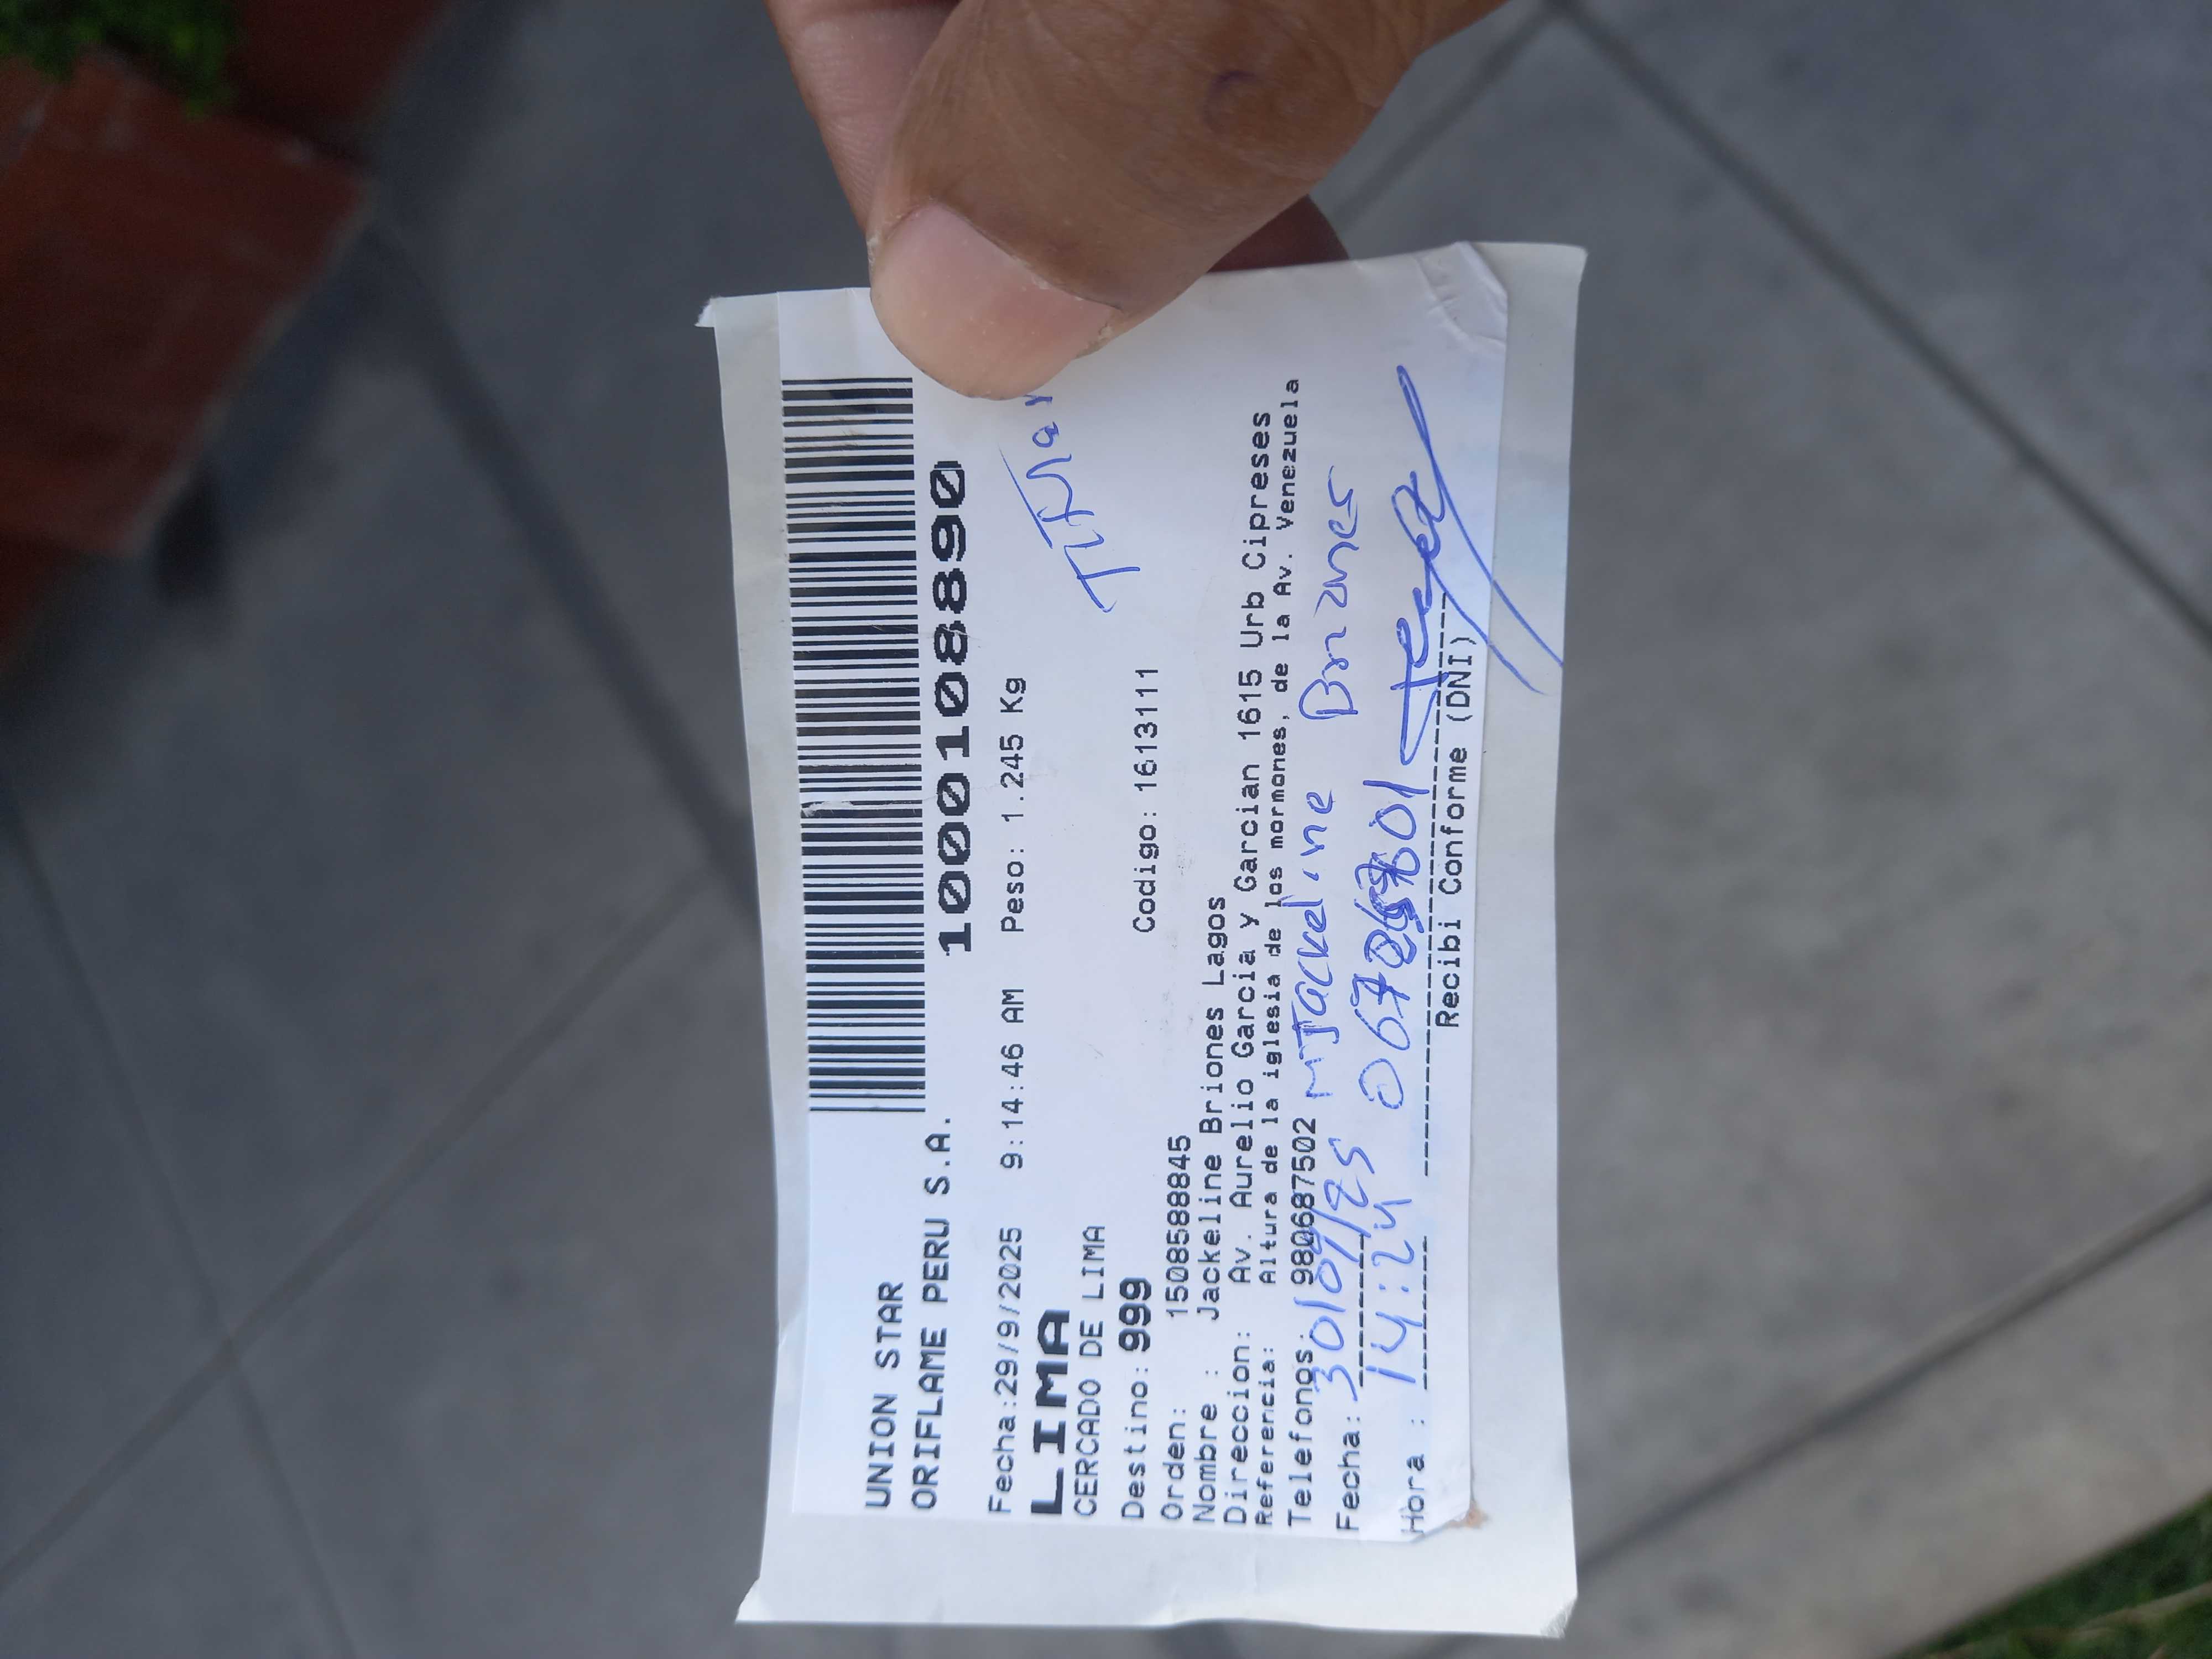 UNION STAR
ORIFLAME PERU S.A.
1000108890
Fecha:29/9/2025 9:14:46 AM Peso: 1.245 Kg
LIMA
CERCADO DE LIMA
Destino: 999 Codigo: 1613111
Titular
Orden: 1508588845
Nombre : Jackeline Briones Lagos
Direccion: Av. Aurelio Garcia y Garcian 1615 Urb Cipreses
Referencia: Altura de la iglesia de los mormones, de la Av. Venezuela
Telefonos: 980687502
Fecha: 30/09/25 Jackeline Briones
Hora : 14:24
Recibi Conforme (DNI)